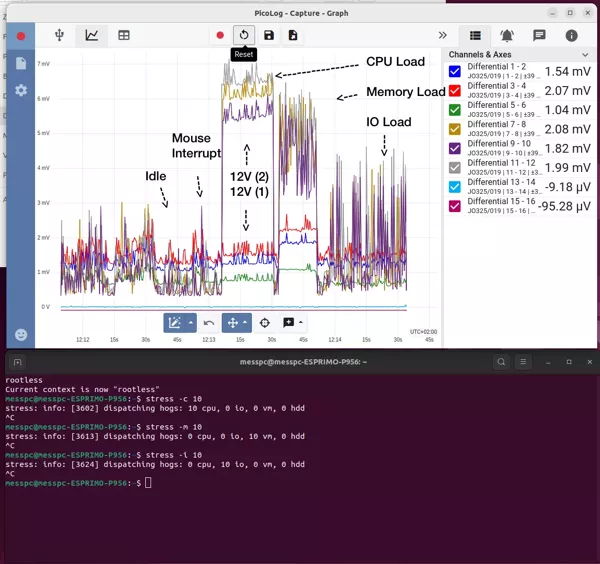 PicoLog - Capture - Graph
Reset
Channels & Axes
Differential 1 - 2
JO325/019 | 1 - 2 | ±39 ...
1.54 mV
Differential 3 - 4
JO325/019 | 3 - 4 | ±39 ...
2.07 mV
Differential 5 - 6
JO325/019 | 5 - 6 | ±39 ...
1.04 mV
Differential 7 - 8
JO325/019 | 7 - 8 | ±39 ...
2.08 mV
Differential 9 - 10
JO325/019 | 9 - 10 | ±39...
1.82 mV
Differential 11 - 12
JO325/019 | 11 - 12 | ±3...
1.99 mV
Differential 13 - 14
JO325/019 | 13 - 14 | ...
-9.18 µV
Differential 15 - 16
JO325/019 | 15 - 16 | ...
-95.28 µV
7 mV
6 mV
5 mV
4 mV
3 mV
2 mV
1 mV
0 V
CPU Load
Memory Load
IO Load
Mouse
Interrupt
Idle
12V (2)
12V (1)
12:12 15s 30s 45s 12:13 15s 30s 45s 12:14 15s 30s 45s
UTC+02:00
messpc@messpc-ESPRIMO-P956: ~
rootless
Current context is now "rootless"
messpc@messpc-ESPRIMO-P956:~$ stress -c 10
stress: info: [3602] dispatching hogs: 10 cpu, 0 io, 0 vm, 0 hdd
^C
messpc@messpc-ESPRIMO-P956:~$ stress -m 10
stress: info: [3613] dispatching hogs: 0 cpu, 0 io, 10 vm, 0 hdd
^C
messpc@messpc-ESPRIMO-P956:~$ stress -i 10
stress: info: [3624] dispatching hogs: 0 cpu, 10 io, 0 vm, 0 hdd
^C
messpc@messpc-ESPRIMO-P956:~$